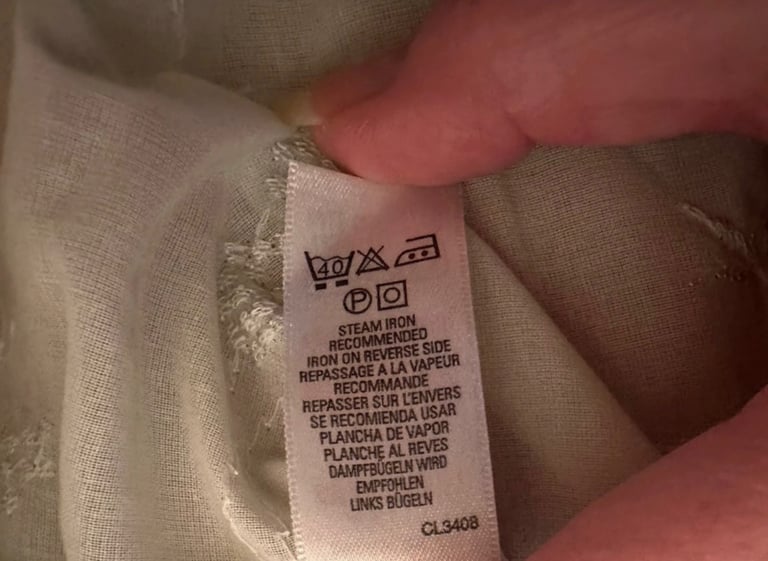 40
P
STEAM IRON
RECOMMENDED
IRON ON REVERSE SIDE
REPASSAGE A LA VAPEUR
RECOMMANDE
REPASSER SUR L'ENVERS
SE RECOMIENDA USAR
PLANCHA DE VAPOR
PLANCHE AL REVES
DAMPFBÜGELN WIRD
EMPFOHLEN
LINKS BÜGELN
CL3408